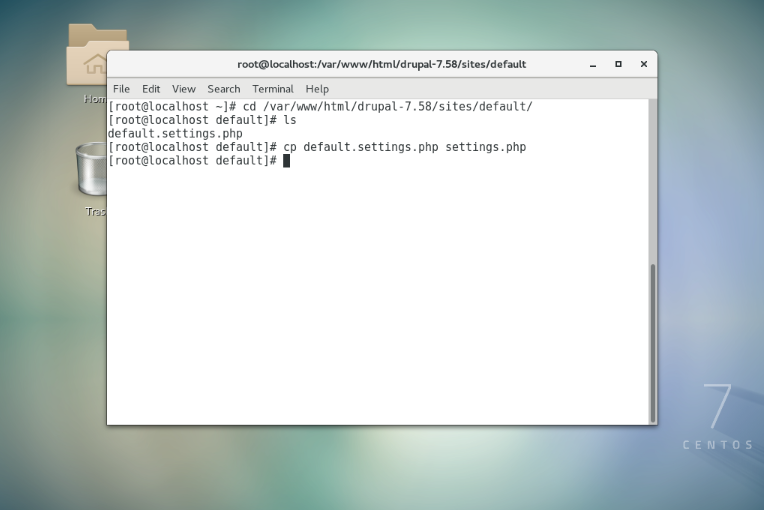 Hom
Tras
root@localhost:/var/www/html/drupal-7.58/sites/default
File Edit View Search Terminal Help
[root@localhost ~]# cd /var/www/html/drupal-7.58/sites/default/
[root@localhost default]# ls
default.settings.php
[root@localhost default]# cp default.settings.php settings.php
[root@localhost default]#
7
CENTOS